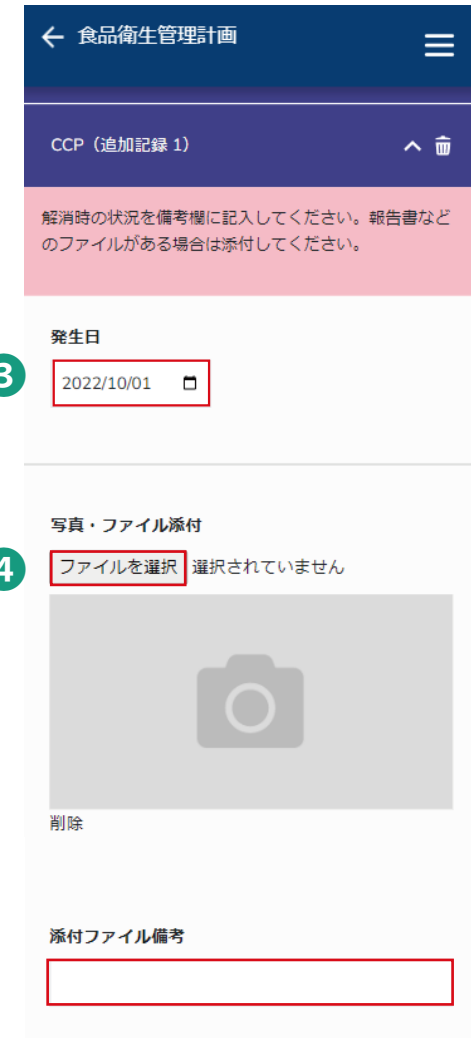 食品衛生管理計画
CCP（追加記録 1）
解消時の状況を備考欄に記入してください。報告書など
のファイルがある場合は添付してください。
発生日
3
2022/10/01
写真・ファイル添付
4
ファイルを選択 選択されていません
削除
添付ファイル備考